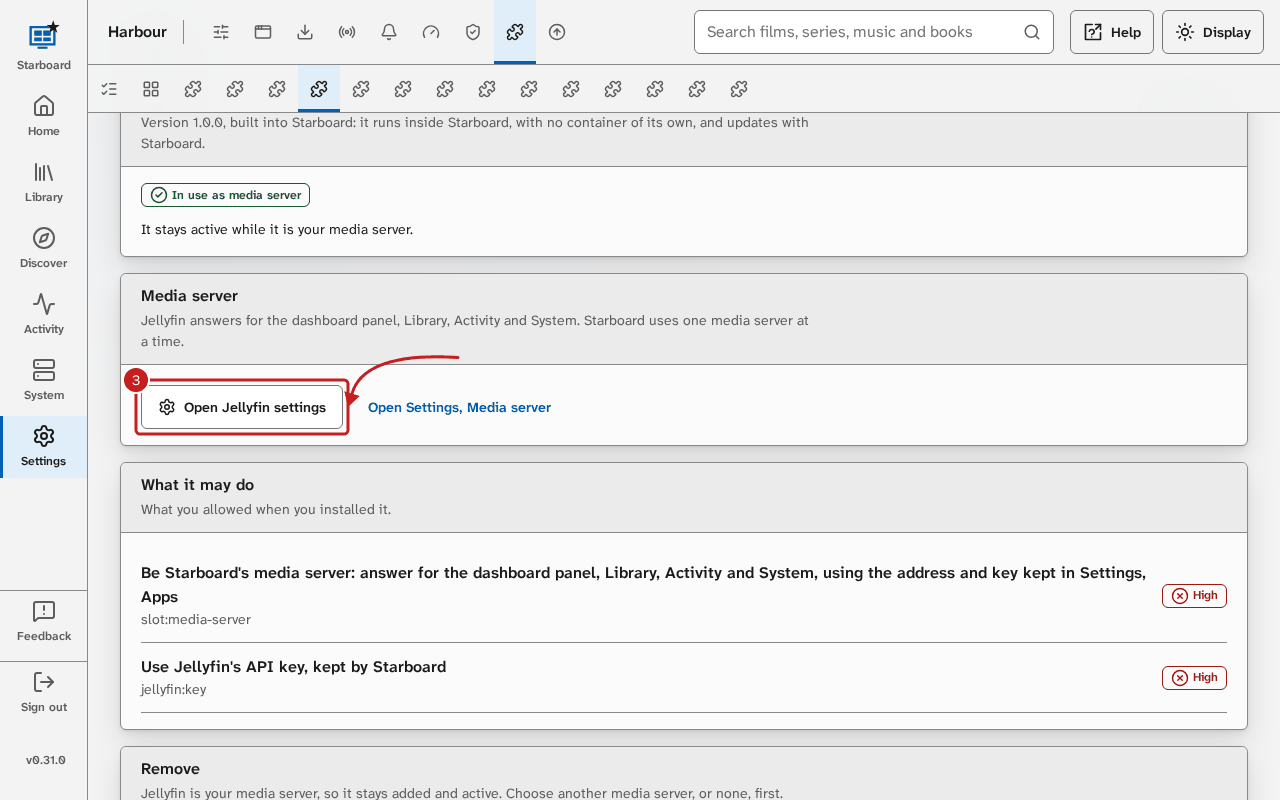 Starboard
Home
Library
Discover
Activity
System
Settings
Feedback
Sign out
v0.31.0
Harbour
Search films, series, music and books
Help
Display
Version 1.0.0, built into Starboard: it runs inside Starboard, with no container of its own, and updates with
Starboard.
In use as media server
It stays active while it is your media server.
Media server
Jellyfin answers for the dashboard panel, Library, Activity and System. Starboard uses one media server at
a time.
3
Open Jellyfin settings
Open Settings, Media server
What it may do
What you allowed when you installed it.
Be Starboard's media server: answer for the dashboard panel, Library, Activity and System, using the address and key kept in Settings,
Apps
slot:media-server
High
Use Jellyfin's API key, kept by Starboard
jellyfin:key
High
Remove
Jellyfin is your media server, so it stays added and active. Choose another media server, or none, first.